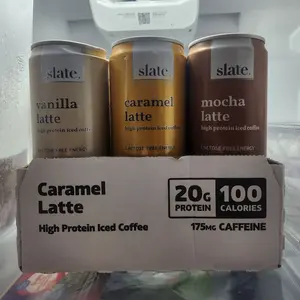 slate.
vanilla
latte
high protein iced coffee
slate.
caramel
latte
high protein iced coffee
slate.
mocha
latte
high protein iced coffee
Caramel
Latte
High Protein Iced Coffee
20G
PROTEIN
100
CALORIES
175MG CAFFEINE